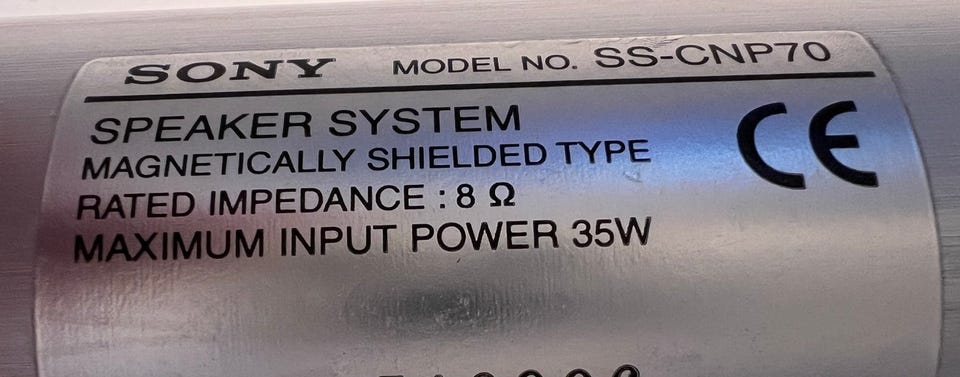 SONY MODEL NO. SS-CNP70
SPEAKER SYSTEM
MAGNETICALLY SHIELDED TYPE
RATED IMPEDANCE : 8 Ω
MAXIMUM INPUT POWER 35W
CE